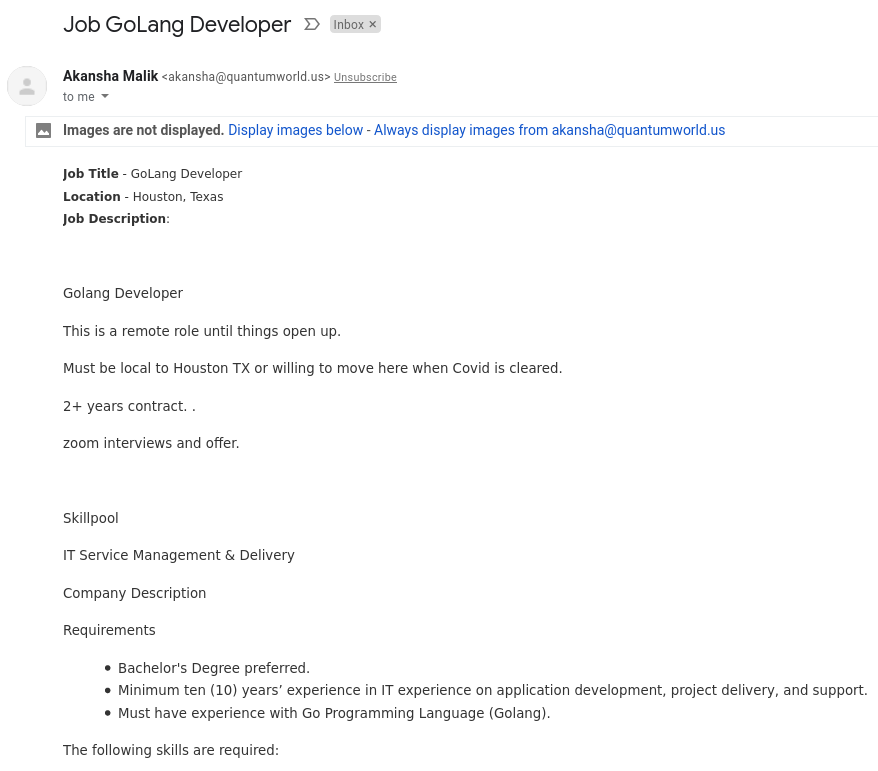 Job GoLang Developer Inbox ×
Akansha Malik <akansha@quantumworld.us> Unsubscribe
to me
Images are not displayed. Display images below - Always display images from akansha@quantumworld.us
Job Title - GoLang Developer
Location - Houston, Texas
Job Description:
Golang Developer
This is a remote role until things open up.
Must be local to Houston TX or willing to move here when Covid is cleared.
2+ years contract. .
zoom interviews and offer.
Skillpool
IT Service Management & Delivery
Company Description
Requirements
• Bachelor's Degree preferred.
• Minimum ten (10) years’ experience in IT experience on application development, project delivery, and support.
• Must have experience with Go Programming Language (Golang).
The following skills are required: